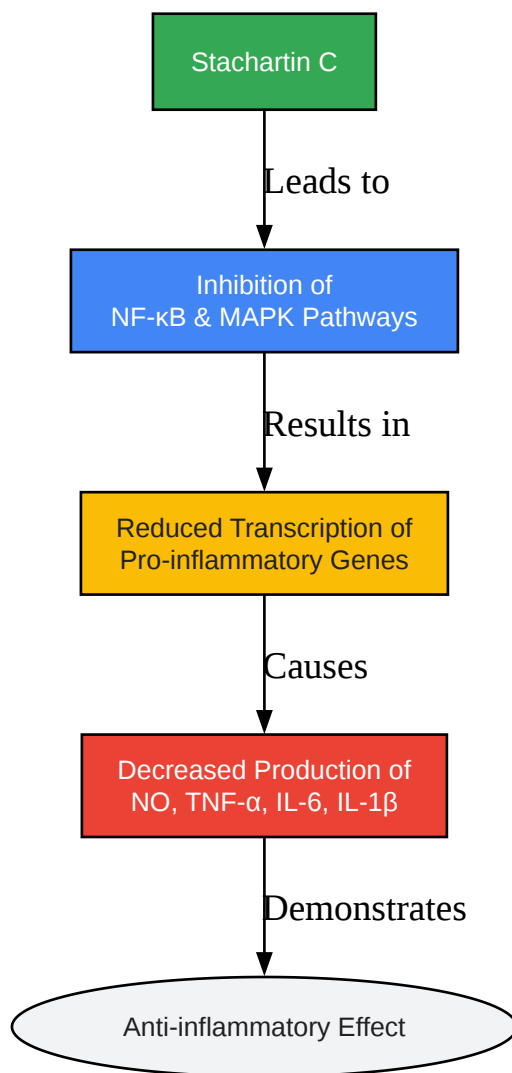 Stachartin C
Leads to
Inhibition of
NF-κB & MAPK Pathways
Results in
Reduced Transcription of
Pro-inflammatory Genes
Causes
Decreased Production of
NO, TNF-α, IL-6, IL-1β
Demonstrates
Anti-inflammatory Effect